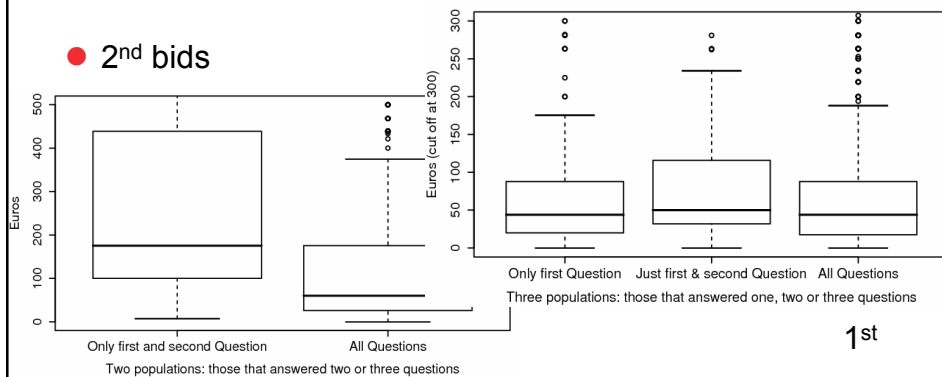 ● 2nd bids
500
400
300
200
100
0
Euros
Only first and second Question
All Questions
Two populations: those that answered two or three questions
300
250
200
150
100
50
0
Euros (cut off at 300)
Only first Question
Just first & second Question
All Questions
Three populations: those that answered one, two or three questions
1st